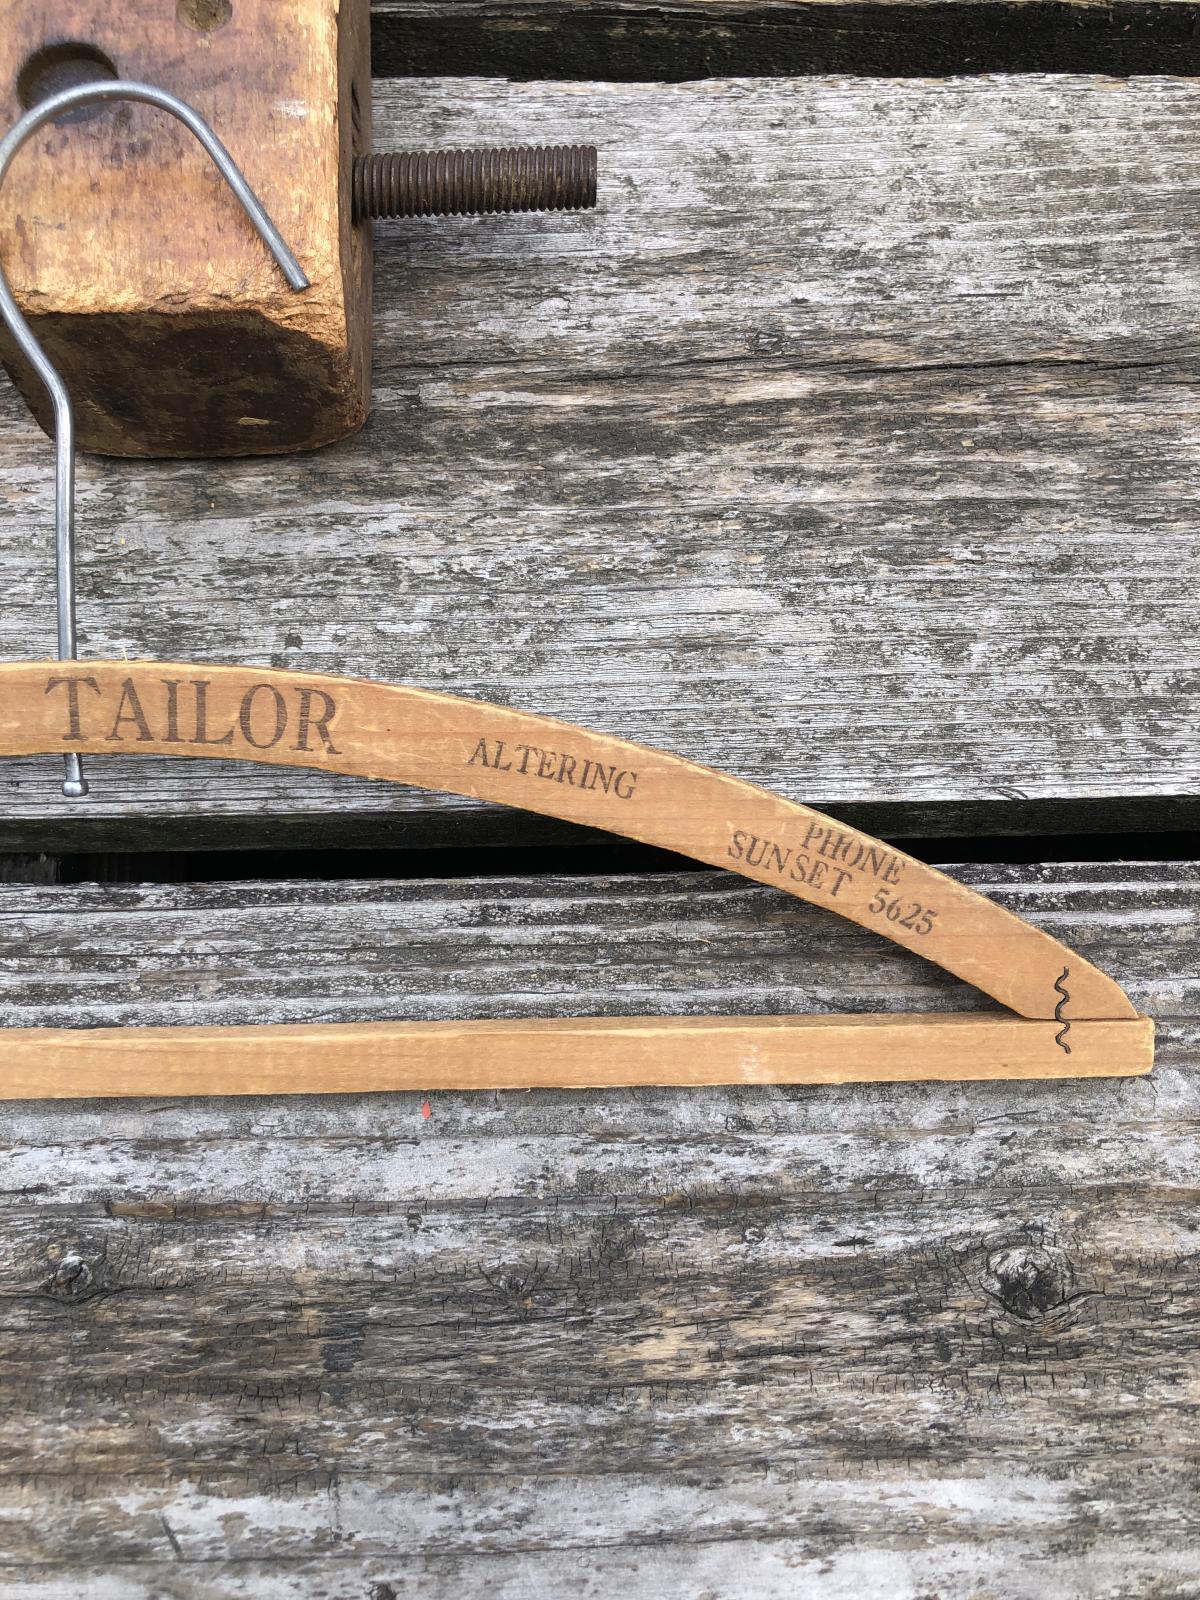 TAILOR
ALTERING
PHONE
SUNSET 5625